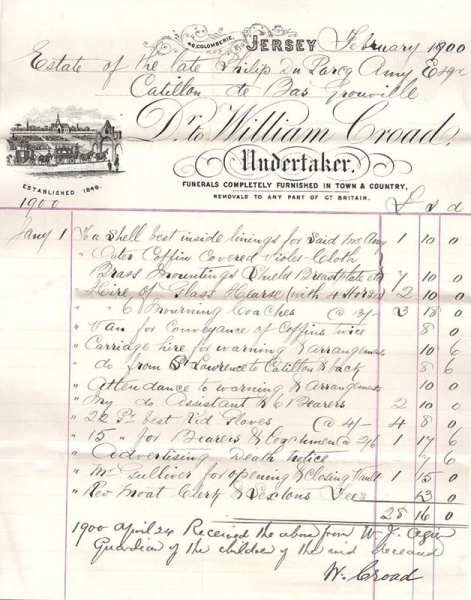 46, COLOMBERIE, JERSEY February 1900
Estate of the late Philip Du Parcq Amy Esqr
Catillon de Bas Grouville
Dr. to William Croad,
Undertaker.
ESTABLISHED 1849.
FUNERALS COMPLETELY FURNISHED IN TOWN & COUNTRY,
REMOVALS TO ANY PART OF GT BRITAIN.
1900 £ s d
Jany 1 To a Shell best inside linings for said Mr Amy 1 10 0
" Outer Coffin Covered Violet Cloth
Brass Mountings Shield Breastplate etc 7 10 0
" Hire of Glass Hearse (with 4 Horses) 2 10 0
" " 6 Mourning Coaches @ 13/- 3 18 0
" Van for Conveyance of Coffins twice 8 0
" Carriage hire for warning & arrangements 10 6
" do from St Lawrence to Catillon & back 8 6
" Attendance to warning & Arrangements 10 0
" My do Assistant & 6 Bearers 2 10 0
" 22 Pr best Kid Gloves @ 4/- 4 8 0
" 15 " for Bearers & Coachmen @ 2/6 1 17 6
" Advertising Death Notice 7 6
" Mr Gulliver for opening & Closing Vault 1 15 0
" Rev Mroat Clerk & Sextons Fees 13 0
28 16 0
1900 April 24 Received the above from W. J. Agier
Guardian of the children of the said deceased
W. Croad